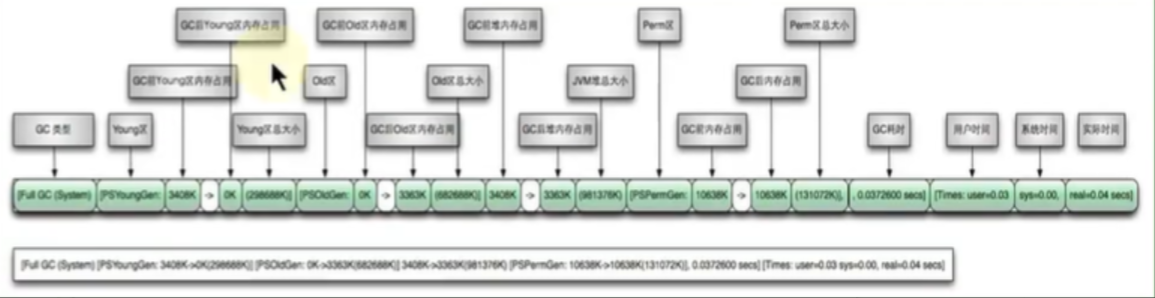 GC后Young区内存占用 GC前Old区内存占用 GC前堆内存占用 Perm区 Perm区总大小
GC前Young区内存占用 Old区 Old区总大小 JVM堆总大小 GC后内存占用
GC 类型 Young区 Young区总大小 GC后Old区内存占用 GC后堆内存占用 GC前内存占用 GC耗时 用户时间 系统时间 实际时间
[Full GC (System) [PSYoungGen: 3408K -> 0K (298688K)] [PSOldGen: 0K -> 3363K (682688K)] 3408K -> 3363K (981376K) [PSPermGen: 10638K -> 10638K (131072K)], , 0.0372600 secs] [Times: user=0.03 sys=0.00, real=0.04 secs]
[Full GC (System) [PSYoungGen: 3408K->0K(298688K)] [PSOldGen: 0K->3363K(682688K)] 3408K->3363K(981376K) [PSPermGen: 10638K->10638K(131072K)], 0.0372600 secs] [Times: user=0.03 sys=0.00, real=0.04 secs]